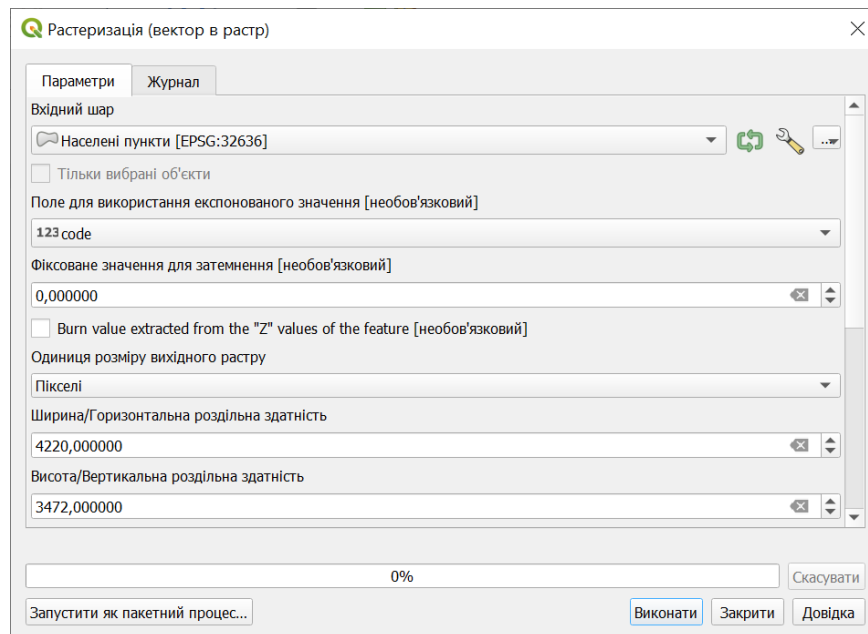 Растеризація (вектор в растр)
Параметри
Журнал
Вхідний шар
Населені пункти [EPSG:32636]
...
Тільки вибрані об'єкти
Поле для використання експонованого значення [необов'язковий]
123 code
Фіксоване значення для затемнення [необов'язковий]
0,000000
Burn value extracted from the "Z" values of the feature [необов'язковий]
Одиниця розміру вихідного растру
Пікселі
Ширина/Горизонтальна роздільна здатність
4220,000000
Висота/Вертикальна роздільна здатність
3472,000000
0%
Скасувати
Запустити як пакетний процес...
Виконати
Закрити
Довідка